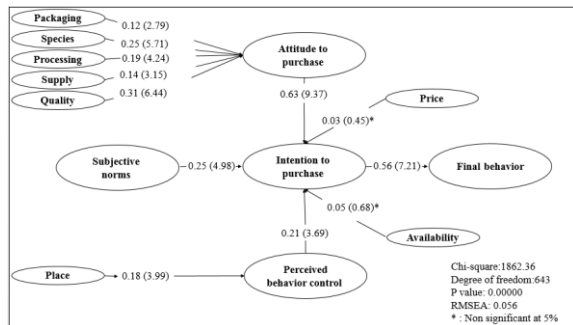 Packaging
0.12 (2.79)
Species
0.25 (5.71)
Processing
0.19 (4.24)
Supply
0.14 (3.15)
Quality
0.31 (6.44)
Attitude to
purchase
0.63 (9.37)
Price
0.03 (0.45)*
Subjective
norms
0.25 (4.98)
Intention to
purchase
0.56 (7.21)
Final behavior
0.05 (0.68)*
0.21 (3.69)
Availability
Place
0.18 (3.99)
Perceived
behavior control
Chi-square:1862.36
Degree of freedom:643
P value: 0.00000
RMSEA: 0.056
* : Non significant at 5%